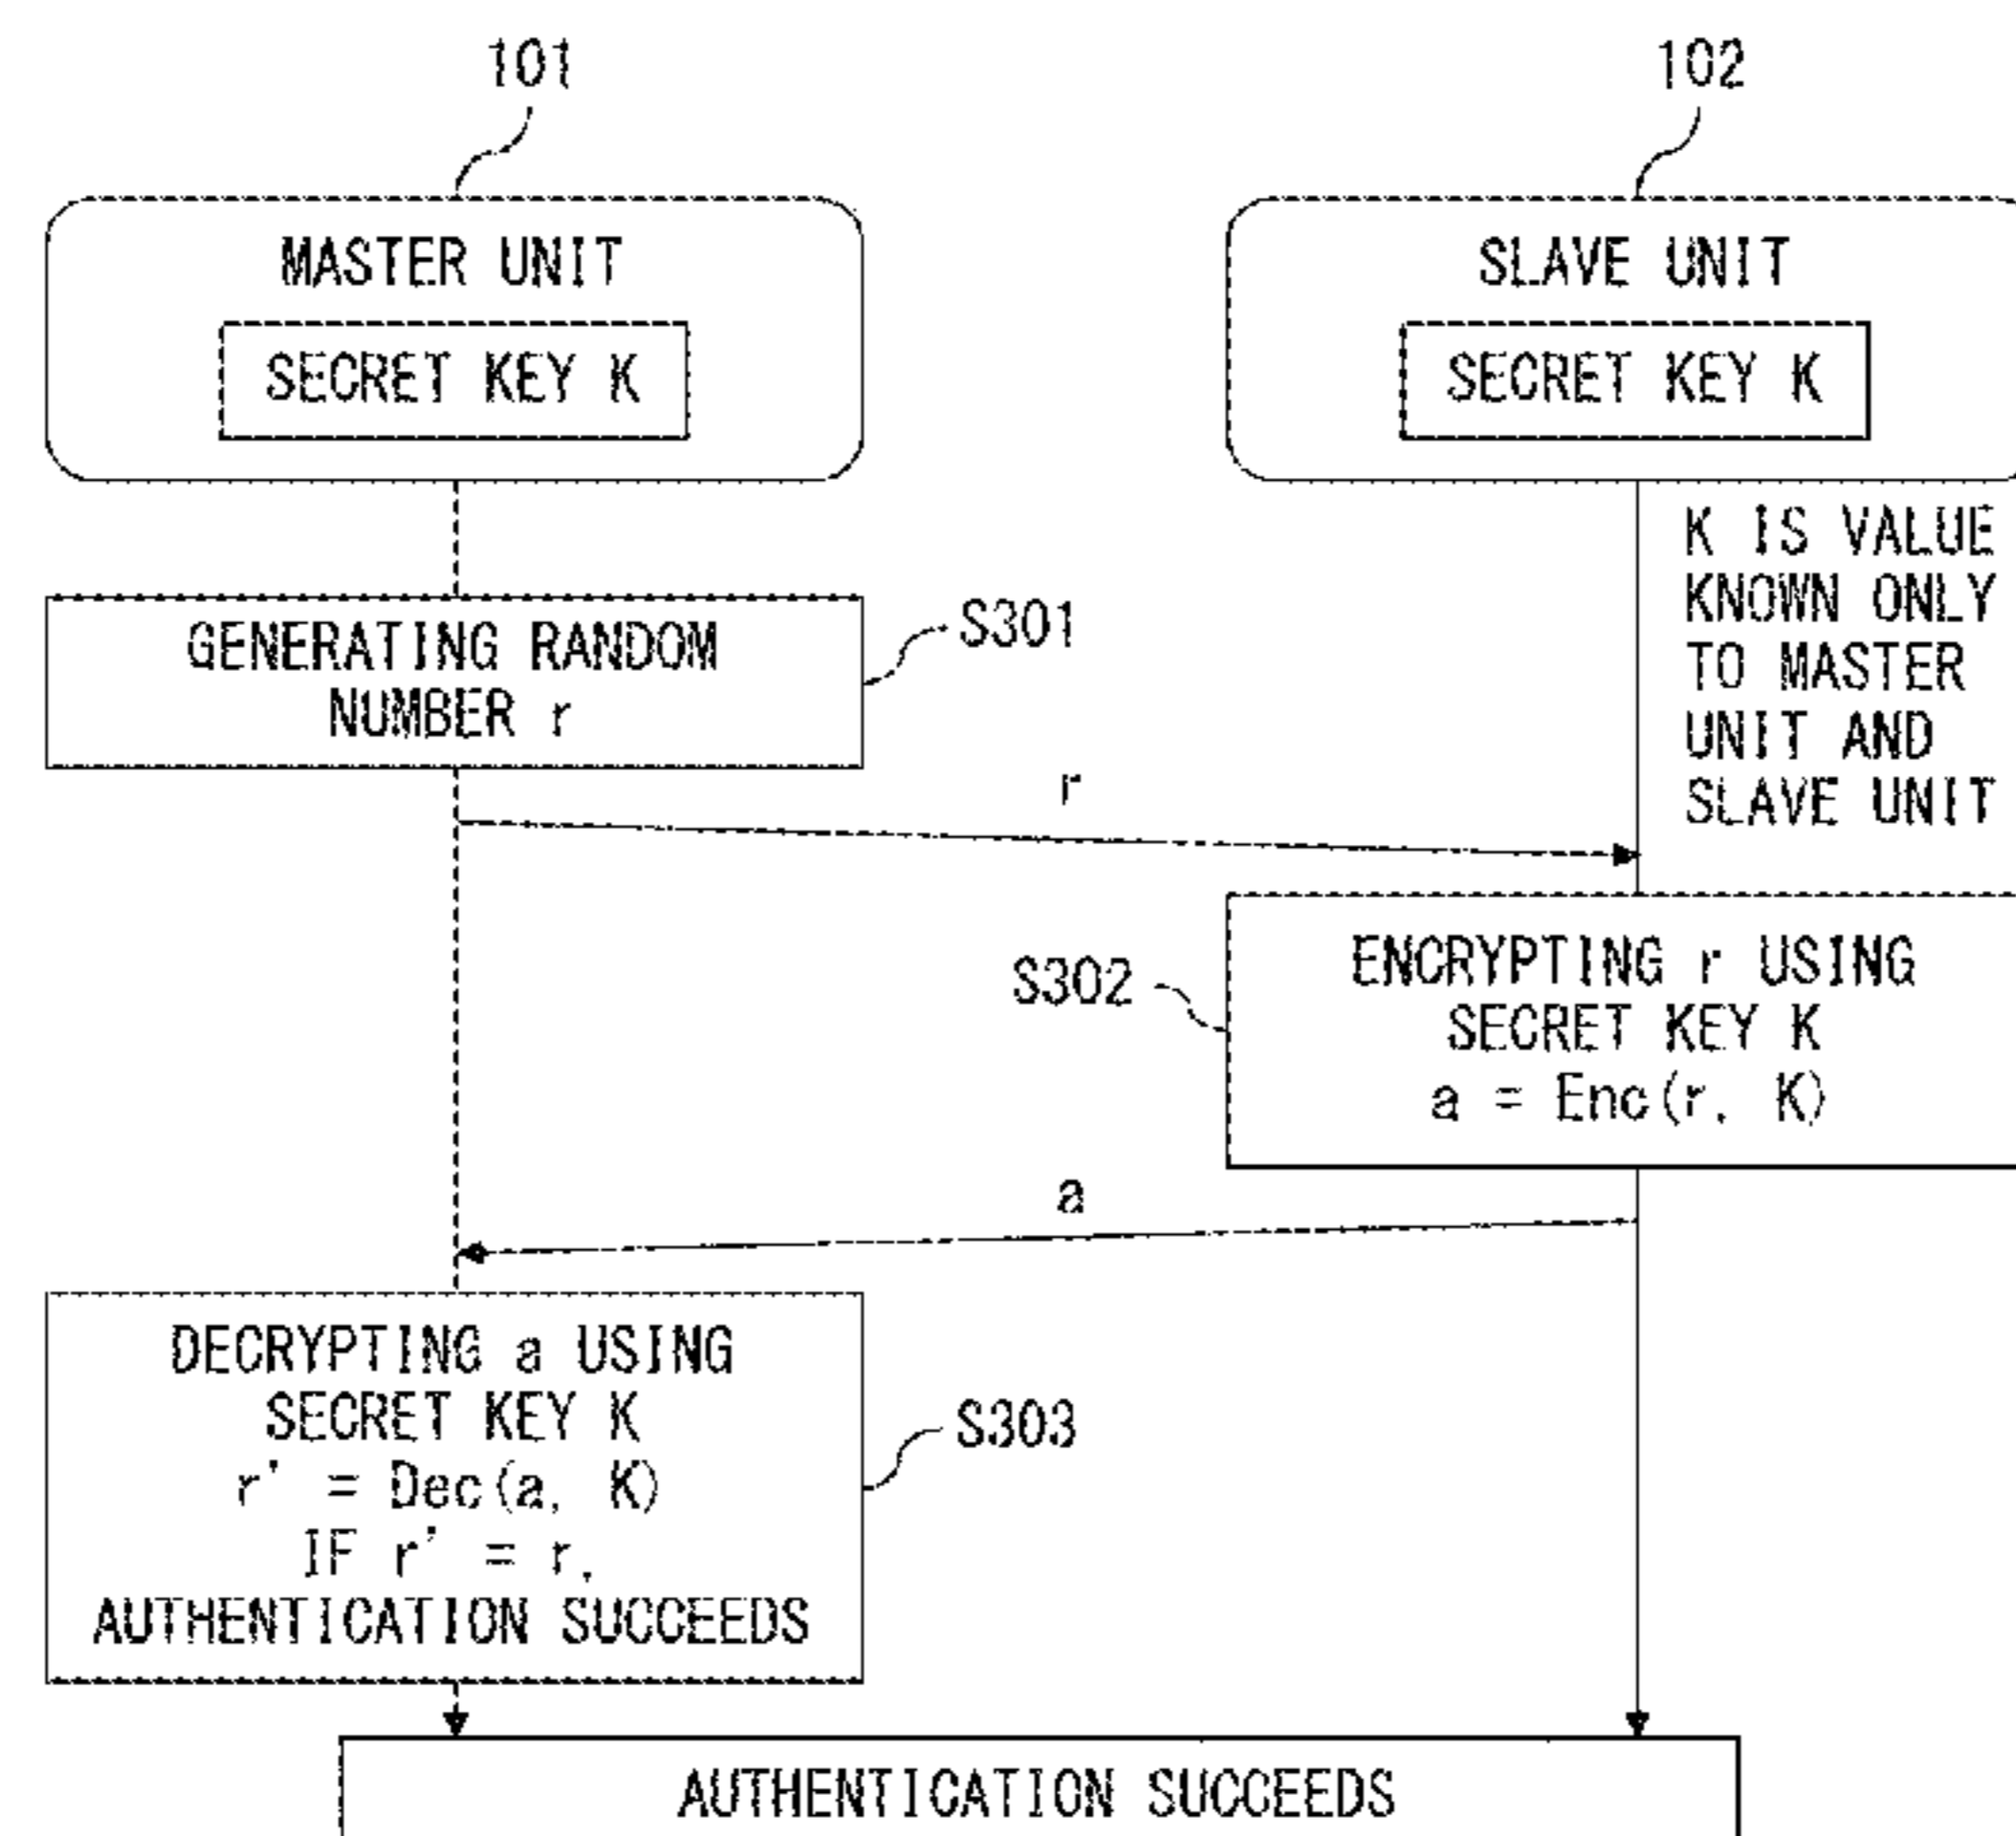 101
102
MASTER UNIT
SECRET KEY K
SLAVE UNIT
SECRET KEY K
K IS VALUE
KNOWN ONLY
TO MASTER
UNIT AND
SLAVE UNIT
GENERATING RANDOM
NUMBER r
S301
r
S302
ENCRYPTING r USING
SECRET KEY K
a = Enc(r, K)
a
DECRYPTING a USING
SECRET KEY K
r' = Dec(a, K)
IF r' = r,
AUTHENTICATION SUCCEEDS
S303
AUTHENTICATION SUCCEEDS